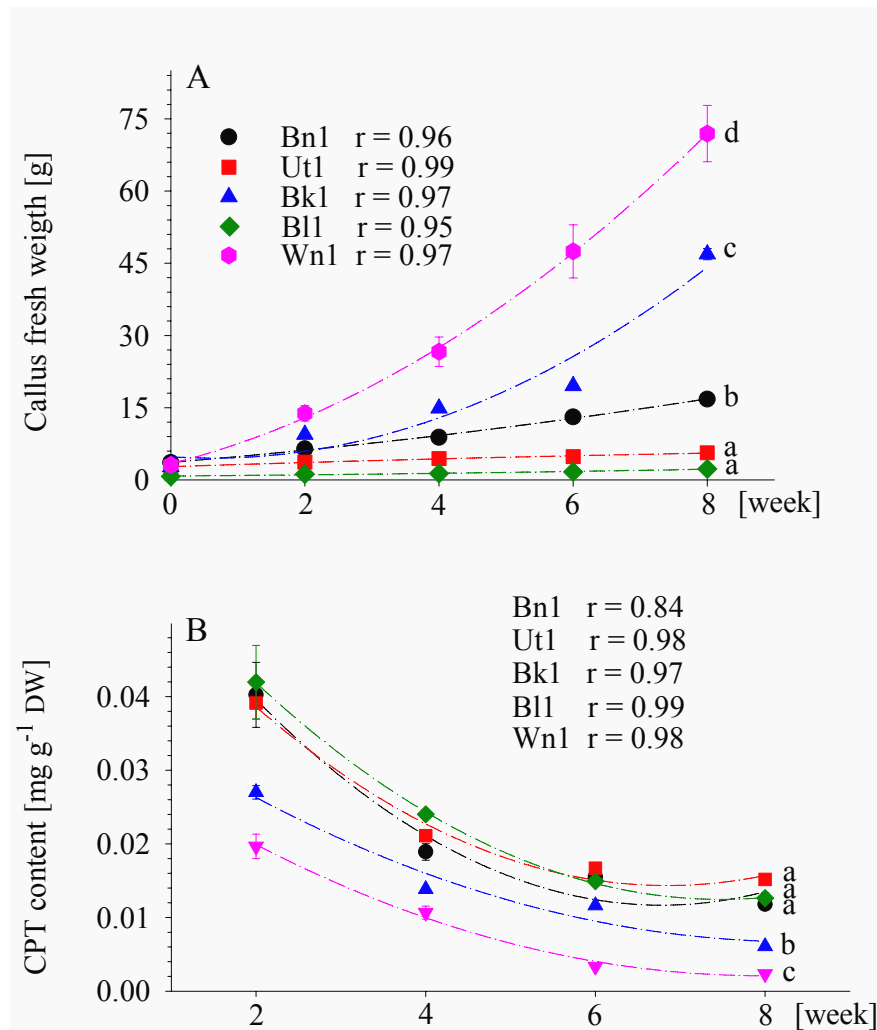 A
75
60
45
30
15
0
Callus fresh weigth [g]
Bn1 r = 0.96
Ut1 r = 0.99
Bk1 r = 0.97
Bl1 r = 0.95
Wn1 r = 0.97
d
c
b
a
a
0 2 4 6 8 [week]
B
Bn1 r = 0.84
Ut1 r = 0.98
Bk1 r = 0.97
Bl1 r = 0.99
Wn1 r = 0.98
0.04
0.03
0.02
0.01
0.00
CPT content [mg g-1 DW]
a
a
a
b
c
2 4 6 8 [week]